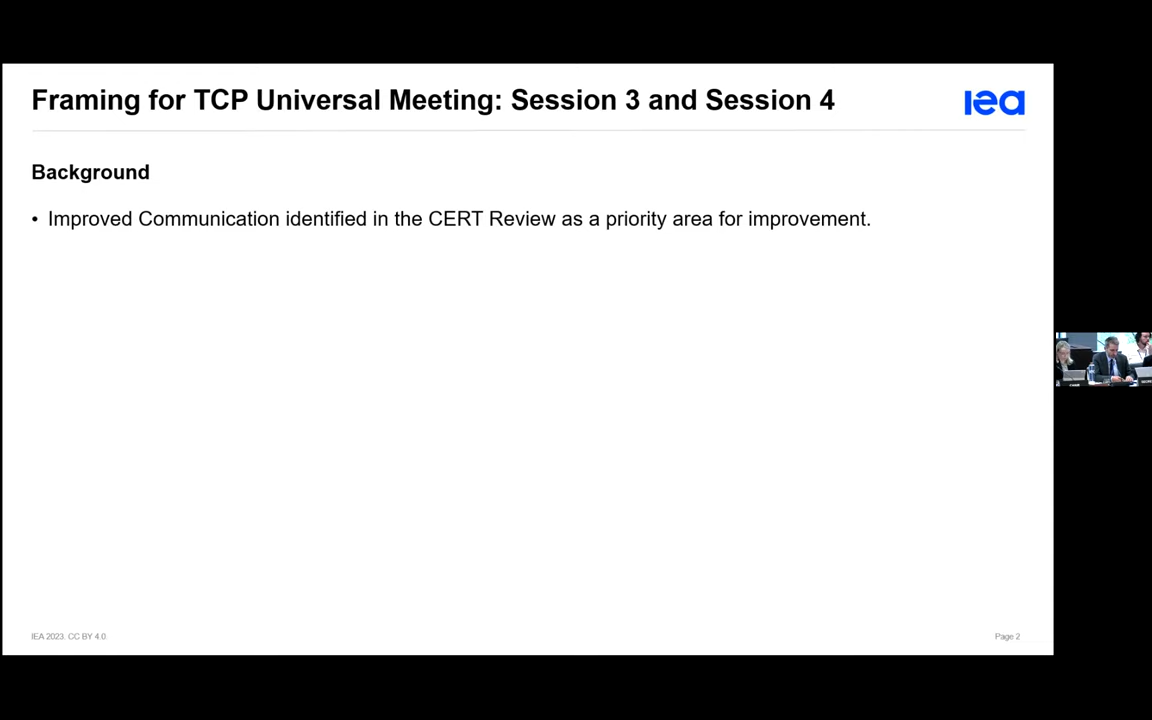 Framing for TCP Universal Meeting: Session 3 and Session 4
iea
Background
• Improved Communication identified in the CERT Review as a priority area for improvement.
IEA 2023. CC BY 4.0.
Page 2